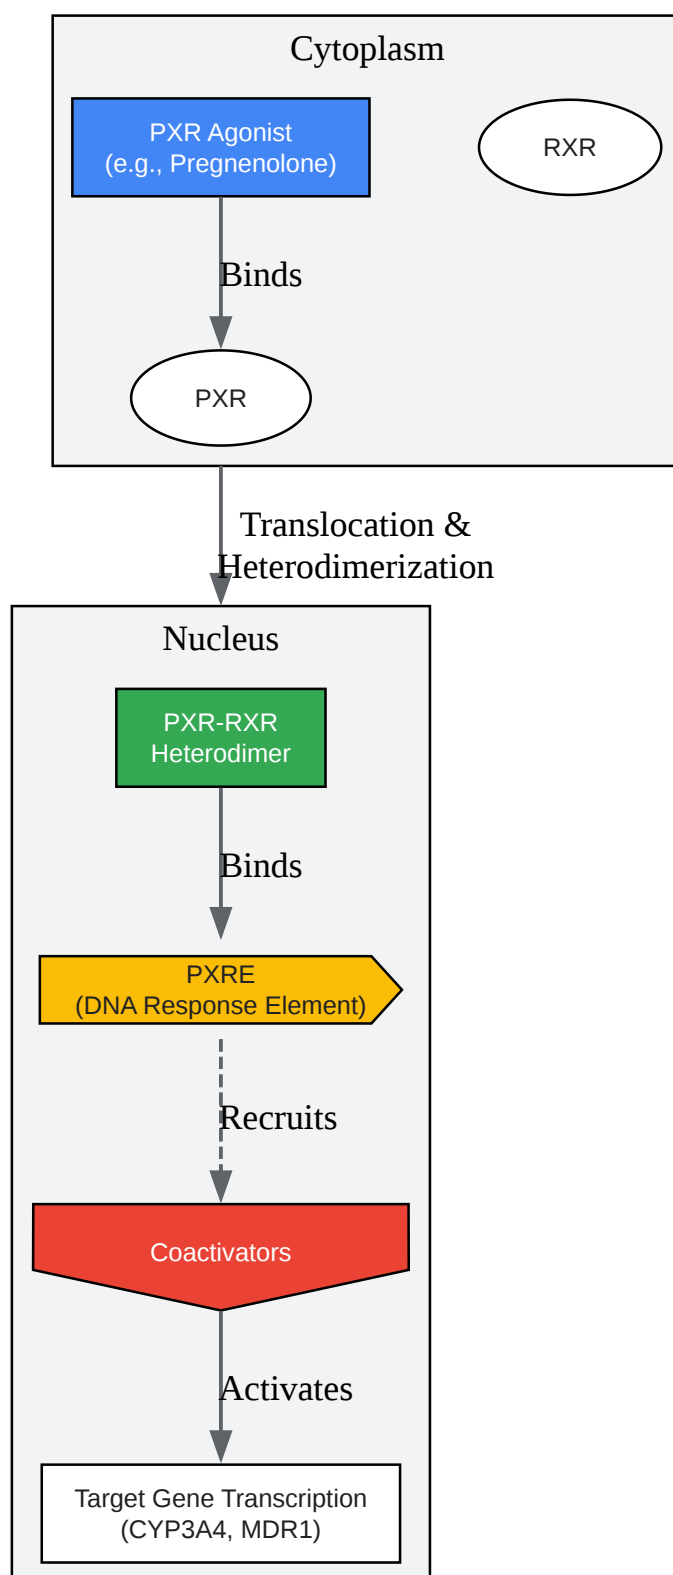 Cytoplasm
PXR Agonist
(e.g., Pregnenolone)
RXR
Binds
PXR
Translocation &
Heterodimerization
Nucleus
PXR-RXR
Heterodimer
Binds
PXRE
(DNA Response Element)
Recruits
Coactivators
Activates
Target Gene Transcription
(CYP3A4, MDR1)